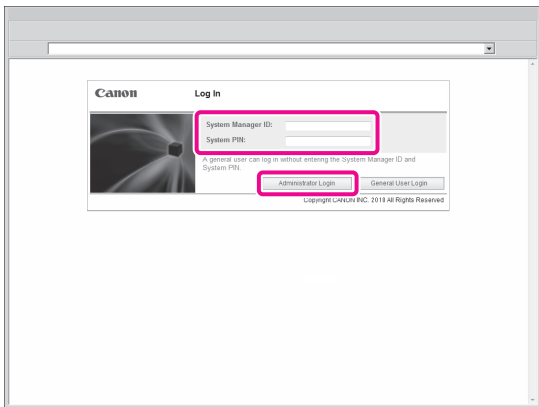 Canon
Log In
System Manager ID:
System PIN:
A general user can log in without entering the System Manager ID and
System PIN.
Administrator Login
General User Login
Copyright CANON INC. 2018 All Rights Reserved